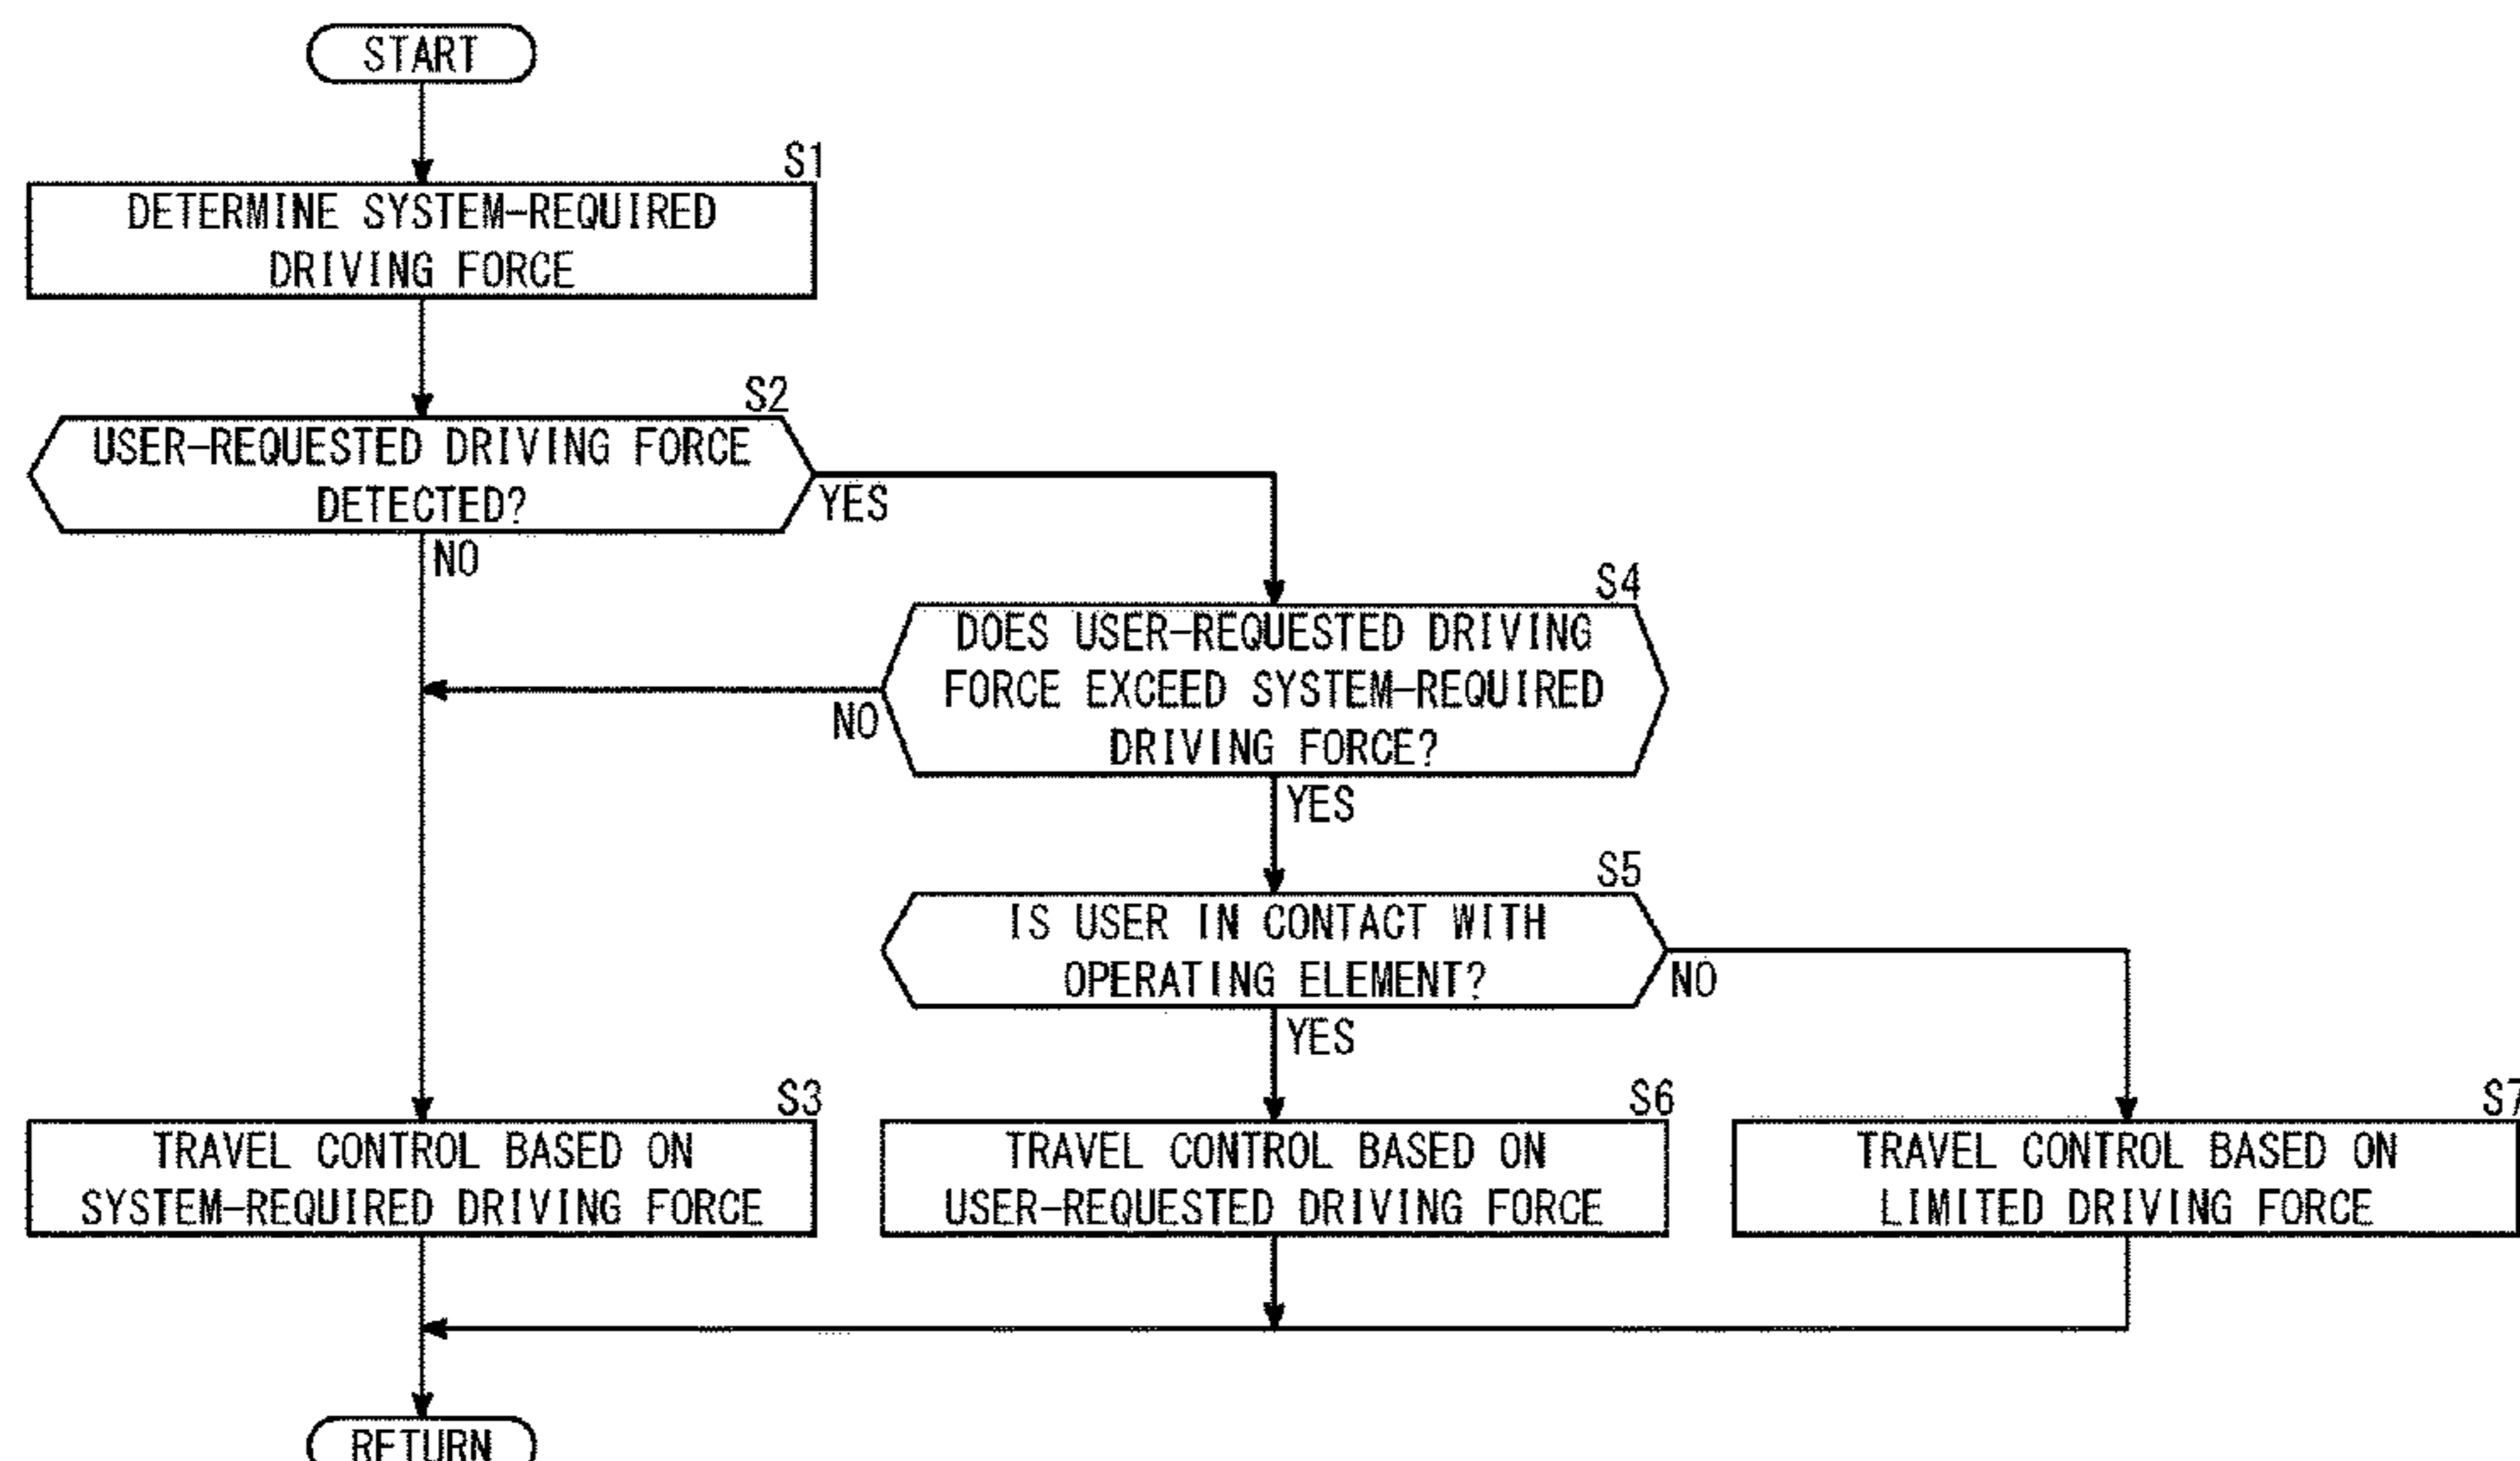 START
S1
DETERMINE SYSTEM-REQUIRED
DRIVING FORCE
S2
USER-REQUESTED DRIVING FORCE
DETECTED?
YES
NO
S4
DOES USER-REQUESTED DRIVING
FORCE EXCEED SYSTEM-REQUIRED
DRIVING FORCE?
NO
YES
S5
IS USER IN CONTACT WITH
OPERATING ELEMENT?
NO
YES
S3
TRAVEL CONTROL BASED ON
SYSTEM-REQUIRED DRIVING FORCE
S6
TRAVEL CONTROL BASED ON
USER-REQUESTED DRIVING FORCE
S7
TRAVEL CONTROL BASED ON
LIMITED DRIVING FORCE
RETURN